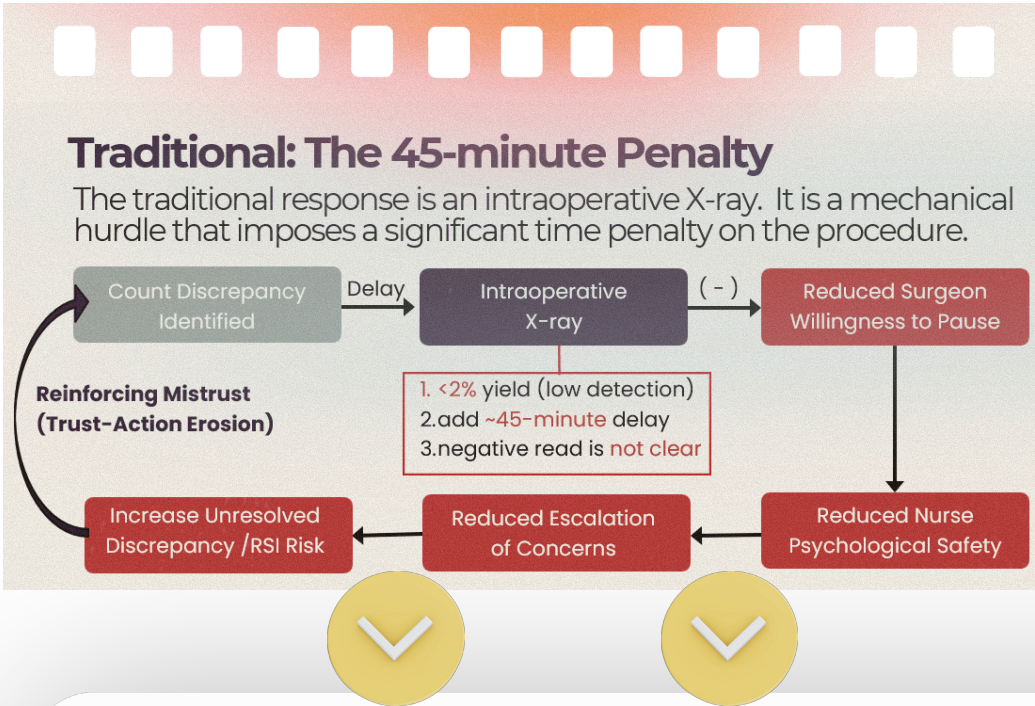 Traditional: The 45-minute Penalty
The traditional response is an intraoperative X-ray.  It is a mechanical
hurdle that imposes a significant time penalty on the procedure.
Count Discrepancy
Identified
Delay
Intraoperative
X-ray
( - )
Reduced Surgeon
Willingness to Pause
1. <2% yield (low detection)
2.add ~45-minute delay
3.negative read is not clear
Reinforcing Mistrust
(Trust-Action Erosion)
Increase Unresolved
Discrepancy /RSI Risk
Reduced Escalation
of Concerns
Reduced Nurse
Psychological Safety